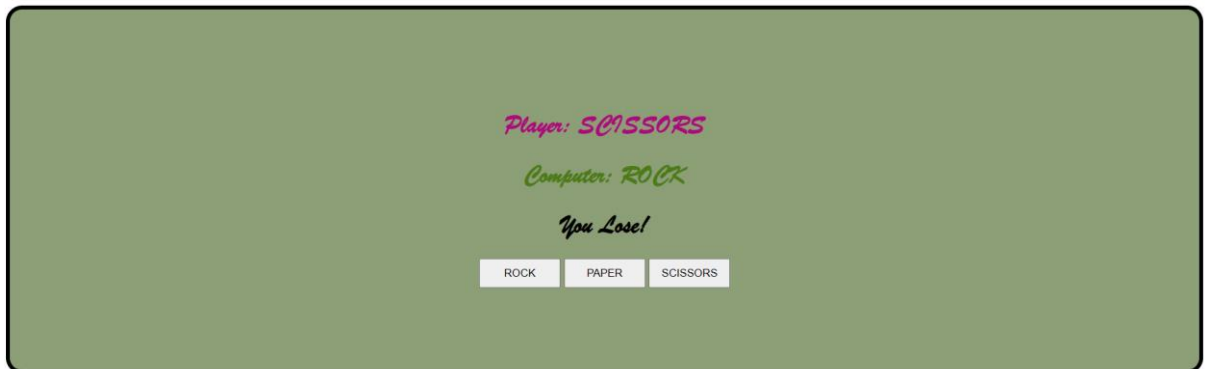 Player: SCISSORS
Computer: ROCK
You Lose!
ROCK PAPER SCISSORS